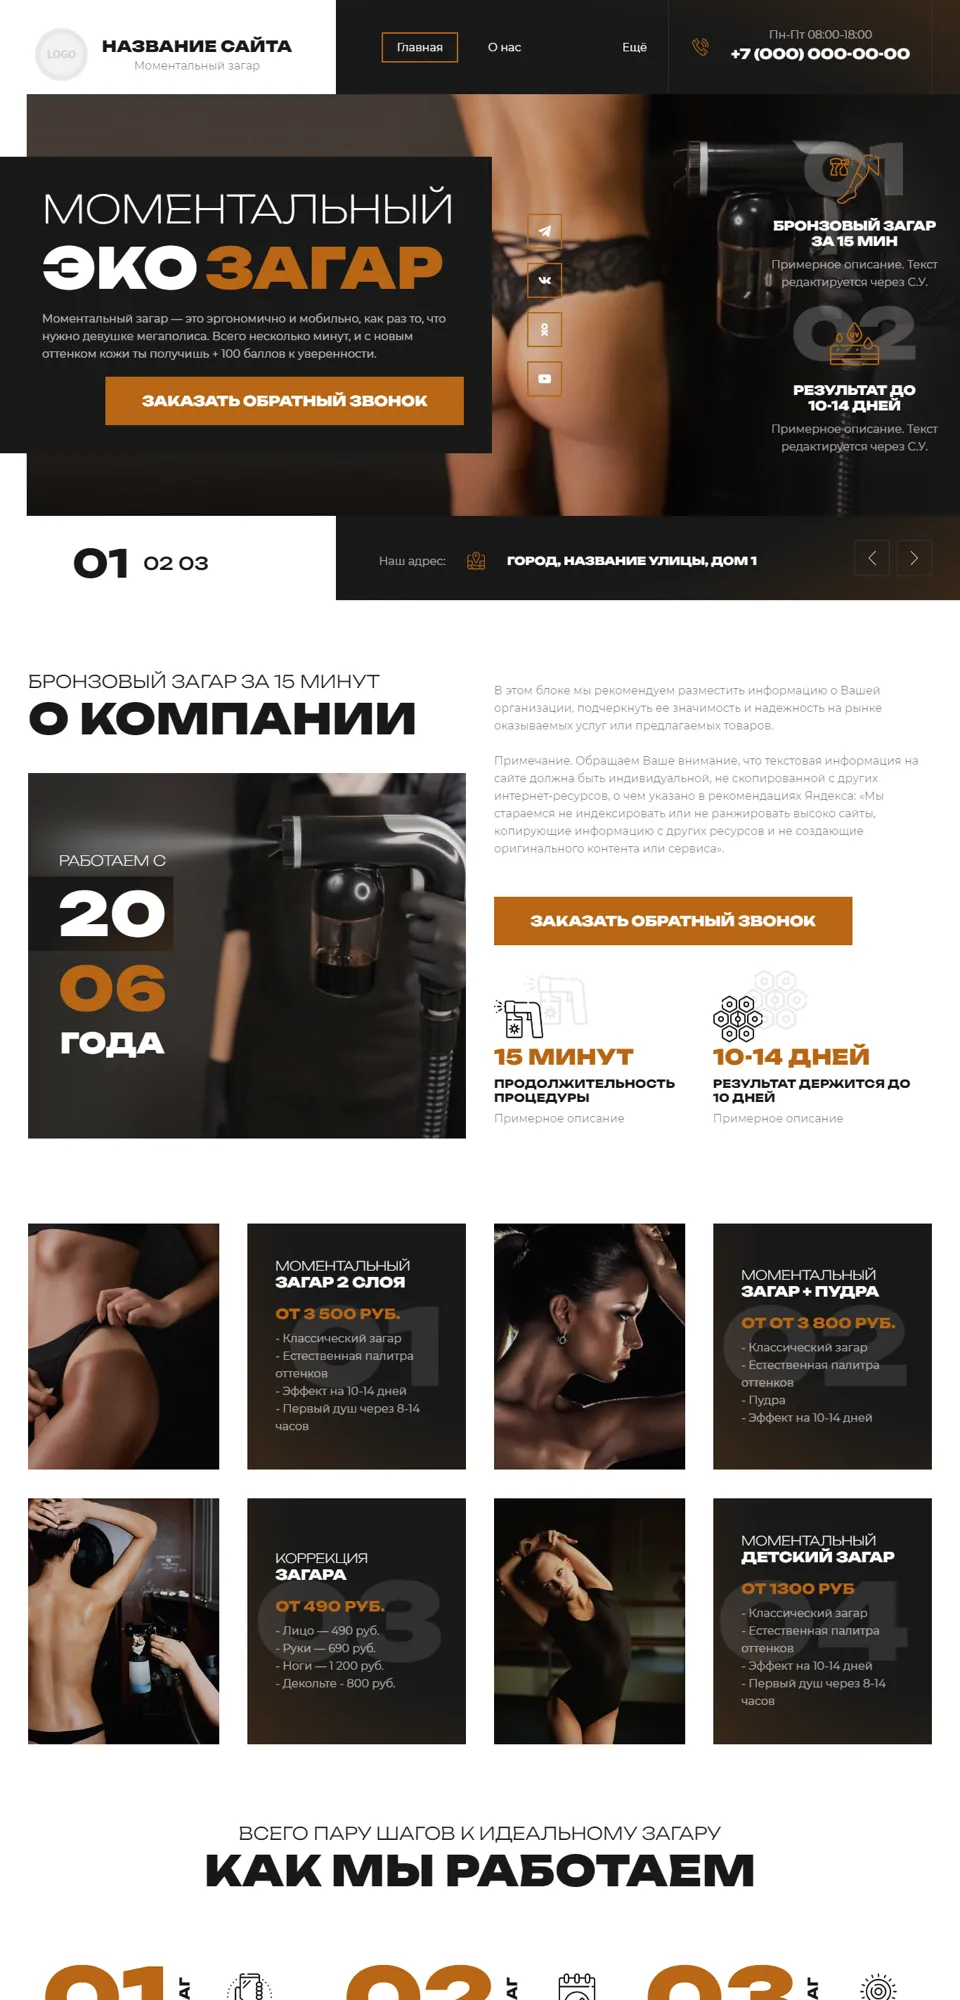 LOGO
НАЗВАНИЕ САЙТА
Моментальный загар
Главная
О нас
Ещё
Пн-Пт 08:00-18:00
+7 (000) 000-00-00
МОМЕНТАЛЬНЫЙ
ЭКО ЗАГАР
Моментальный загар — это эргономично и мобильно, как раз то, что
нужно девушке мегаполиса. Всего несколько минут, и с новым
оттенком кожи ты получишь + 100 баллов к уверенности.
ЗАКАЗАТЬ ОБРАТНЫЙ ЗВОНОК
01
БРОНЗОВЫЙ ЗАГАР
ЗА 15 МИН
Примерное описание. Текст
редактируется через С.У.
02
РЕЗУЛЬТАТ ДО
10-14 ДНЕЙ
Примерное описание. Текст
редактируется через С.У.
01 02 03
Наш адрес:
ГОРОД, НАЗВАНИЕ УЛИЦЫ, ДОМ 1
БРОНЗОВЫЙ ЗАГАР ЗА 15 МИНУТ
О КОМПАНИИ
РАБОТАЕМ С
20
06
ГОДА
В этом блоке мы рекомендуем разместить информацию о Вашей
организации, подчеркнуть ее значимость и надежность на рынке
оказываемых услуг или предлагаемых товаров.
Примечание. Обращаем Ваше внимание, что текстовая информация на
сайте должна быть индивидуальной, не скопированной с других
интернет-ресурсов, о чем указано в рекомендациях Яндекса: «Мы
стараемся не индексировать или не ранжировать высоко сайты,
копирующие информацию с других ресурсов и не создающие
оригинального контента или сервиса».
ЗАКАЗАТЬ ОБРАТНЫЙ ЗВОНОК
15 МИНУТ
ПРОДОЛЖИТЕЛЬНОСТЬ
ПРОЦЕДУРЫ
Примерное описание
10-14 ДНЕЙ
РЕЗУЛЬТАТ ДЕРЖИТСЯ ДО
10 ДНЕЙ
Примерное описание
01
МОМЕНТАЛЬНЫЙ
ЗАГАР 2 СЛОЯ
ОТ 3 500 РУБ.
- Классический загар
- Естественная палитра
оттенков
- Эффект на 10-14 дней
- Первый душ через 8-14
часов
02
МОМЕНТАЛЬНЫЙ
ЗАГАР + ПУДРА
ОТ ОТ 3 800 РУБ.
- Классический загар
- Естественная палитра
оттенков
- Пудра
- Эффект на 10-14 дней
03
КОРРЕКЦИЯ
ЗАГАРА
ОТ 490 РУБ.
- Лицо — 490 руб.
- Руки — 690 руб.
- Ноги — 1 200 руб.
- Декольте - 800 руб.
04
МОМЕНТАЛЬНЫЙ
ДЕТСКИЙ ЗАГАР
ОТ 1300 РУБ
- Классический загар
- Естественная палитра
оттенков
- Эффект на 10-14 дней
- Первый душ через 8-14
часов
ВСЕГО ПАРУ ШАГОВ К ИДЕАЛЬНОМУ ЗАГАРУ
КАК МЫ РАБОТАЕМ
01
02
03